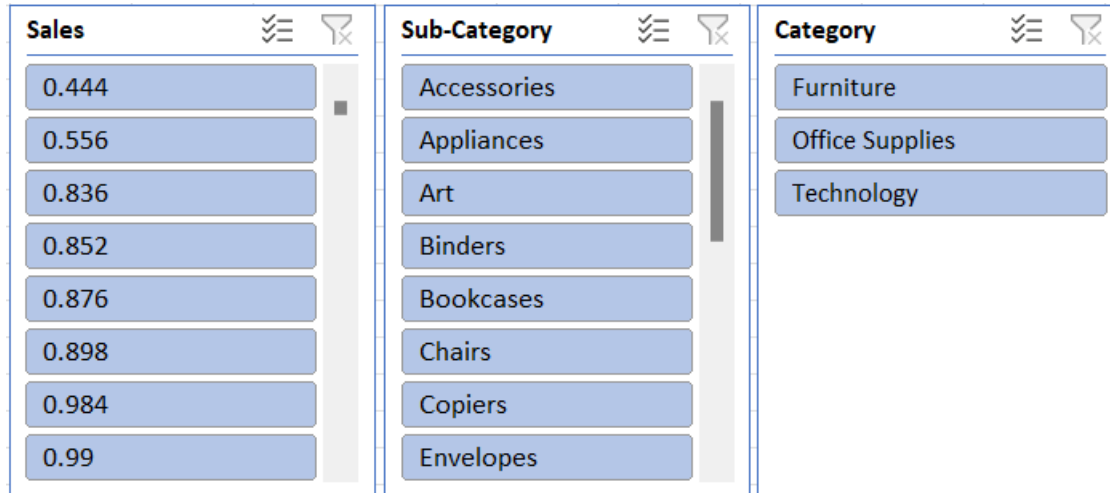 Sales
0.444
0.556
0.836
0.852
0.876
0.898
0.984
0.99
Sub-Category
Accessories
Appliances
Art
Binders
Bookcases
Chairs
Copiers
Envelopes
Category
Furniture
Office Supplies
Technology